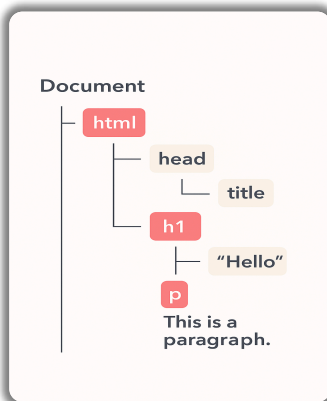 Document
html
head
title
h1
“Hello”
p
This is a
paragraph.